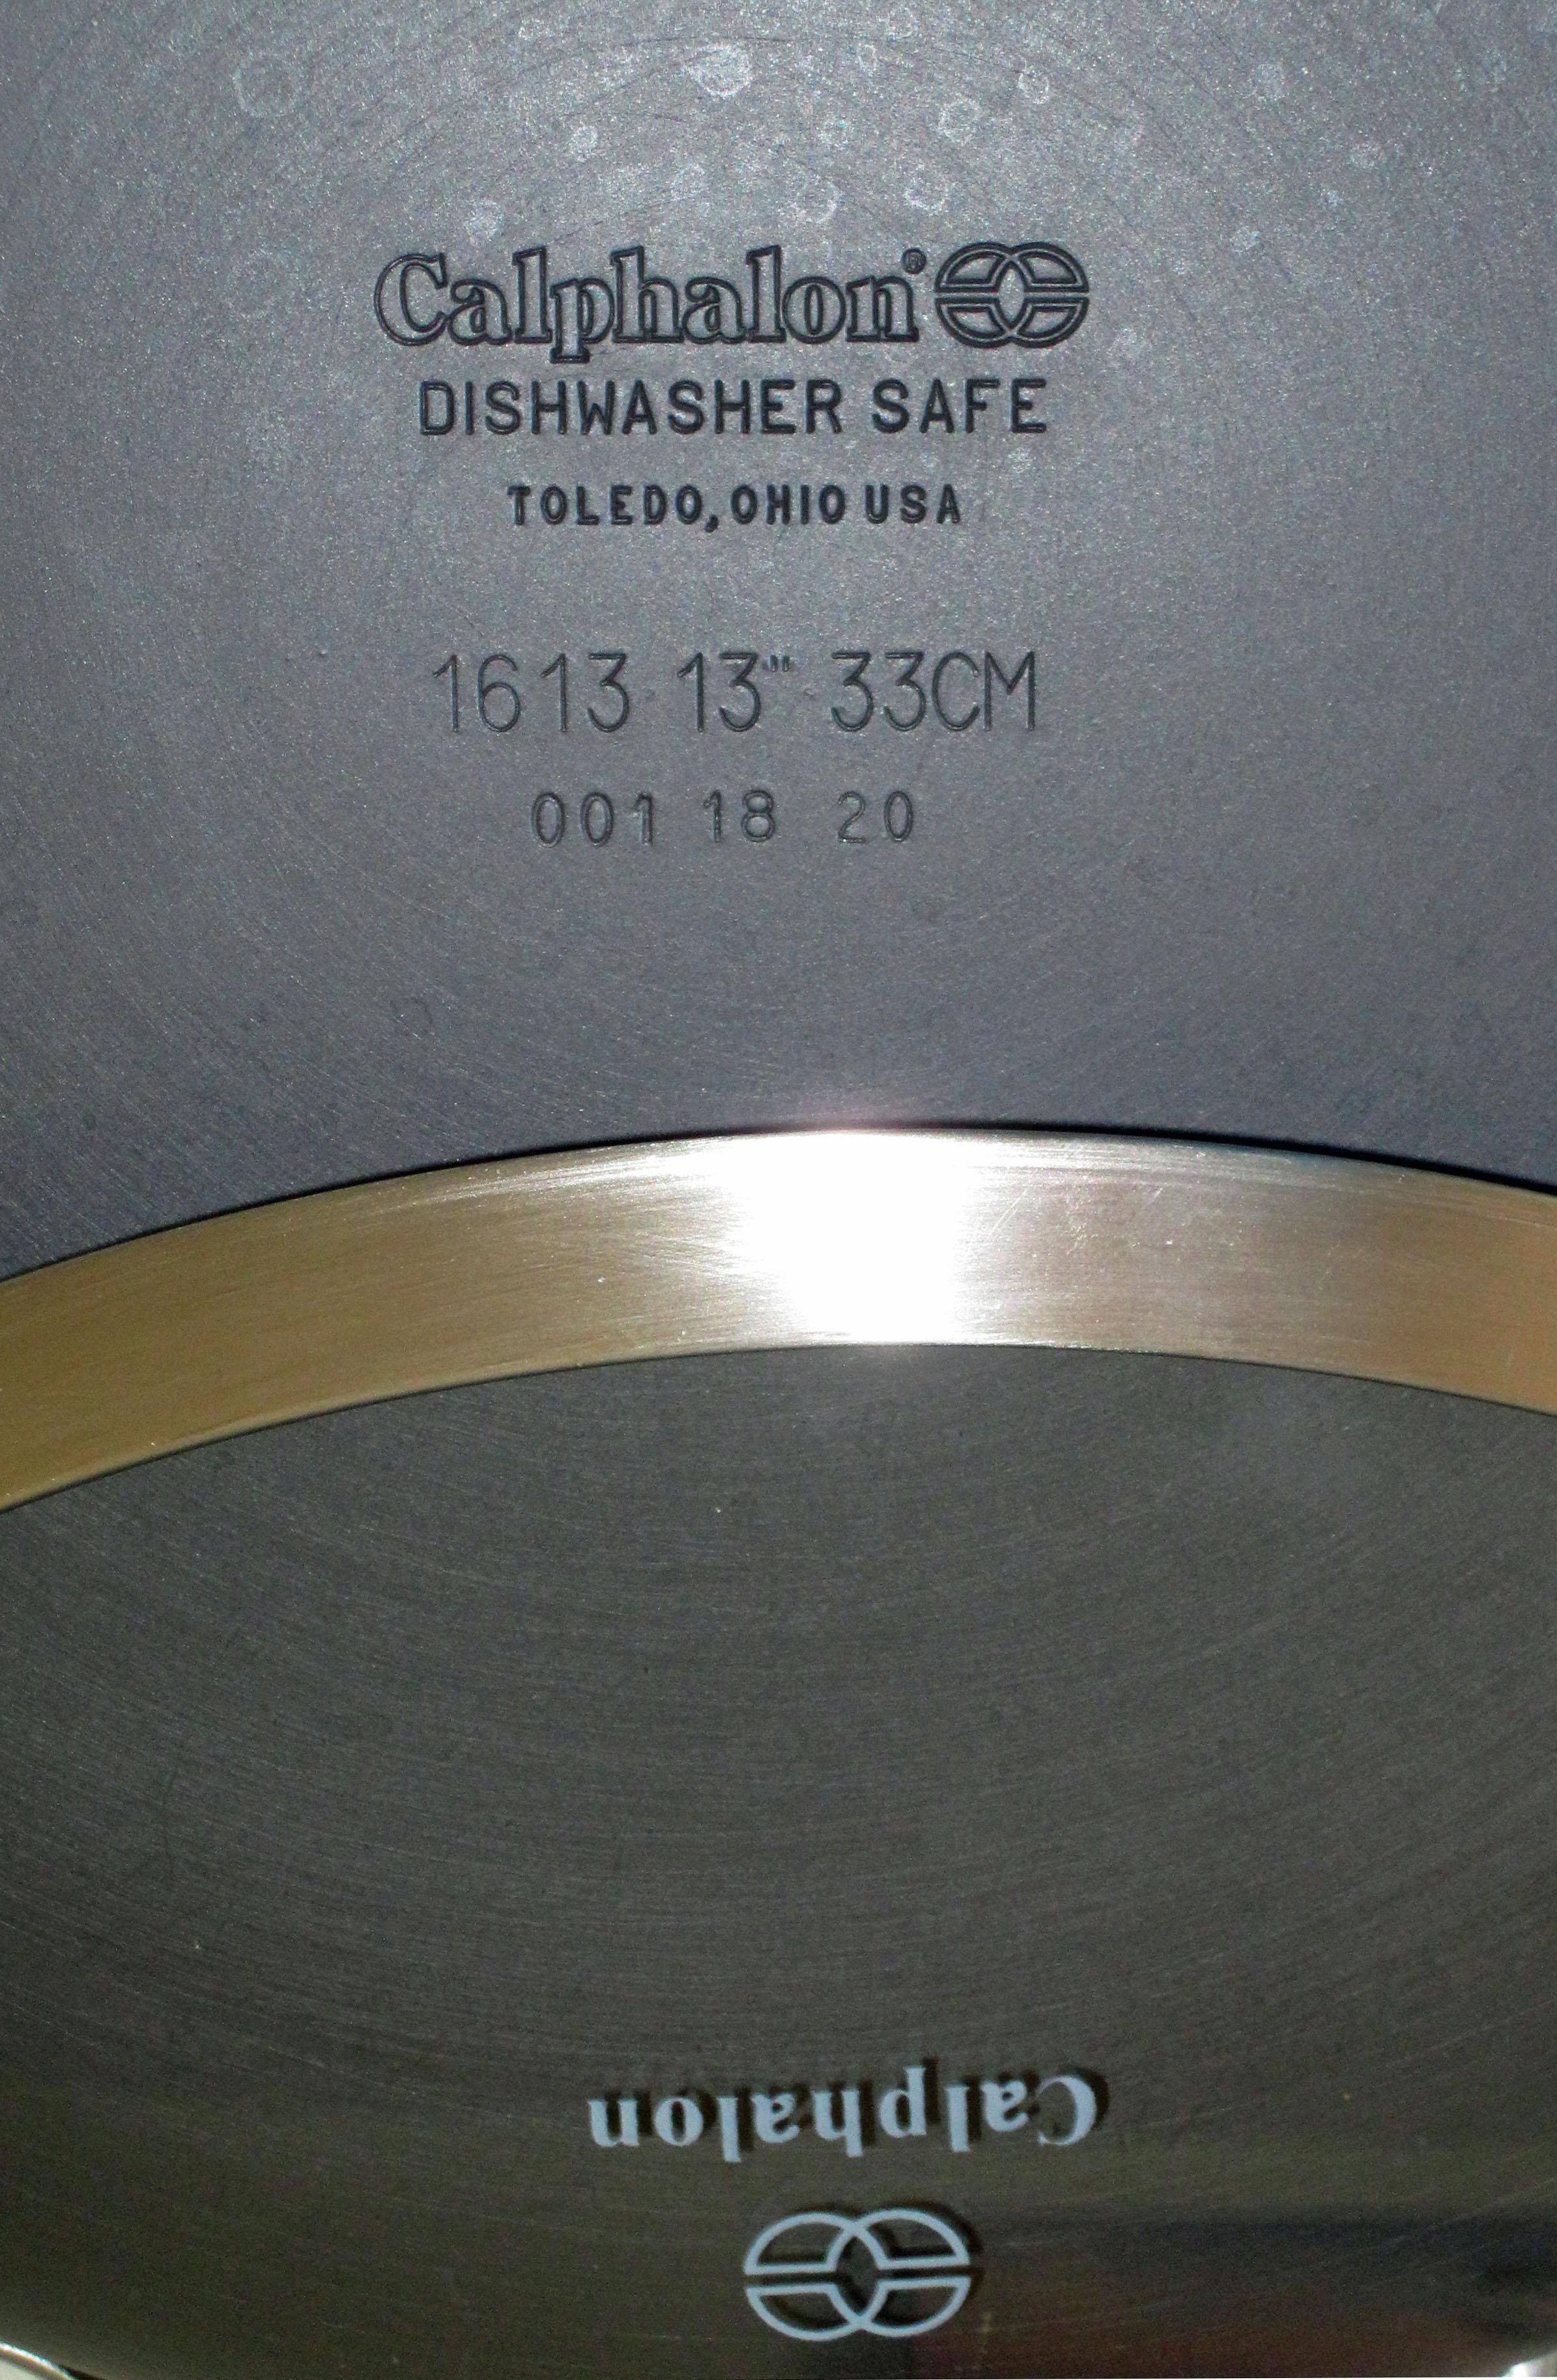 Calphalon®
DISHWASHER SAFE
TOLEDO, OHIO USA
1613 13" 33CM
001 18 20
Calphalon